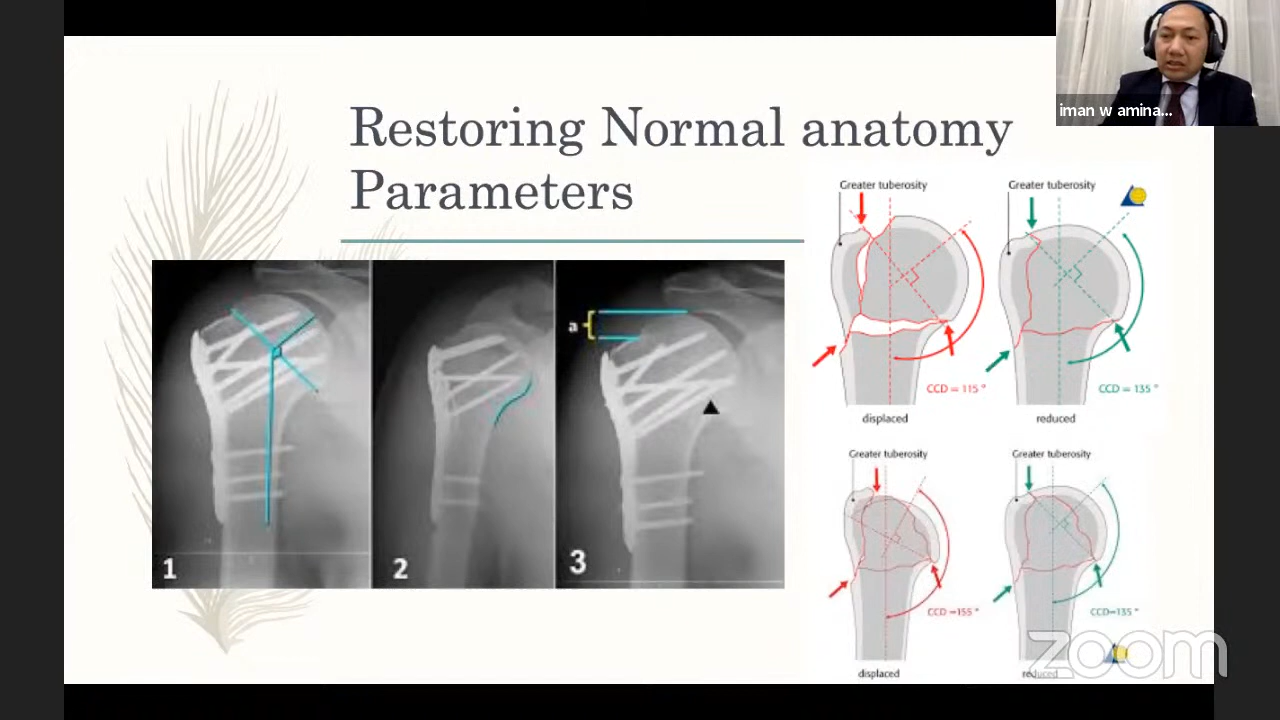 iman w amina...
Restoring Normal anatomy
Parameters
1
2
3
a
Greater tuberosity
CCD = 115 °
displaced
Greater tuberosity
CCD = 135 °
reduced
Greater tuberosity
CCD =155 °
displaced
Greater tuberosity
CCD=135 °
reduced
zoom